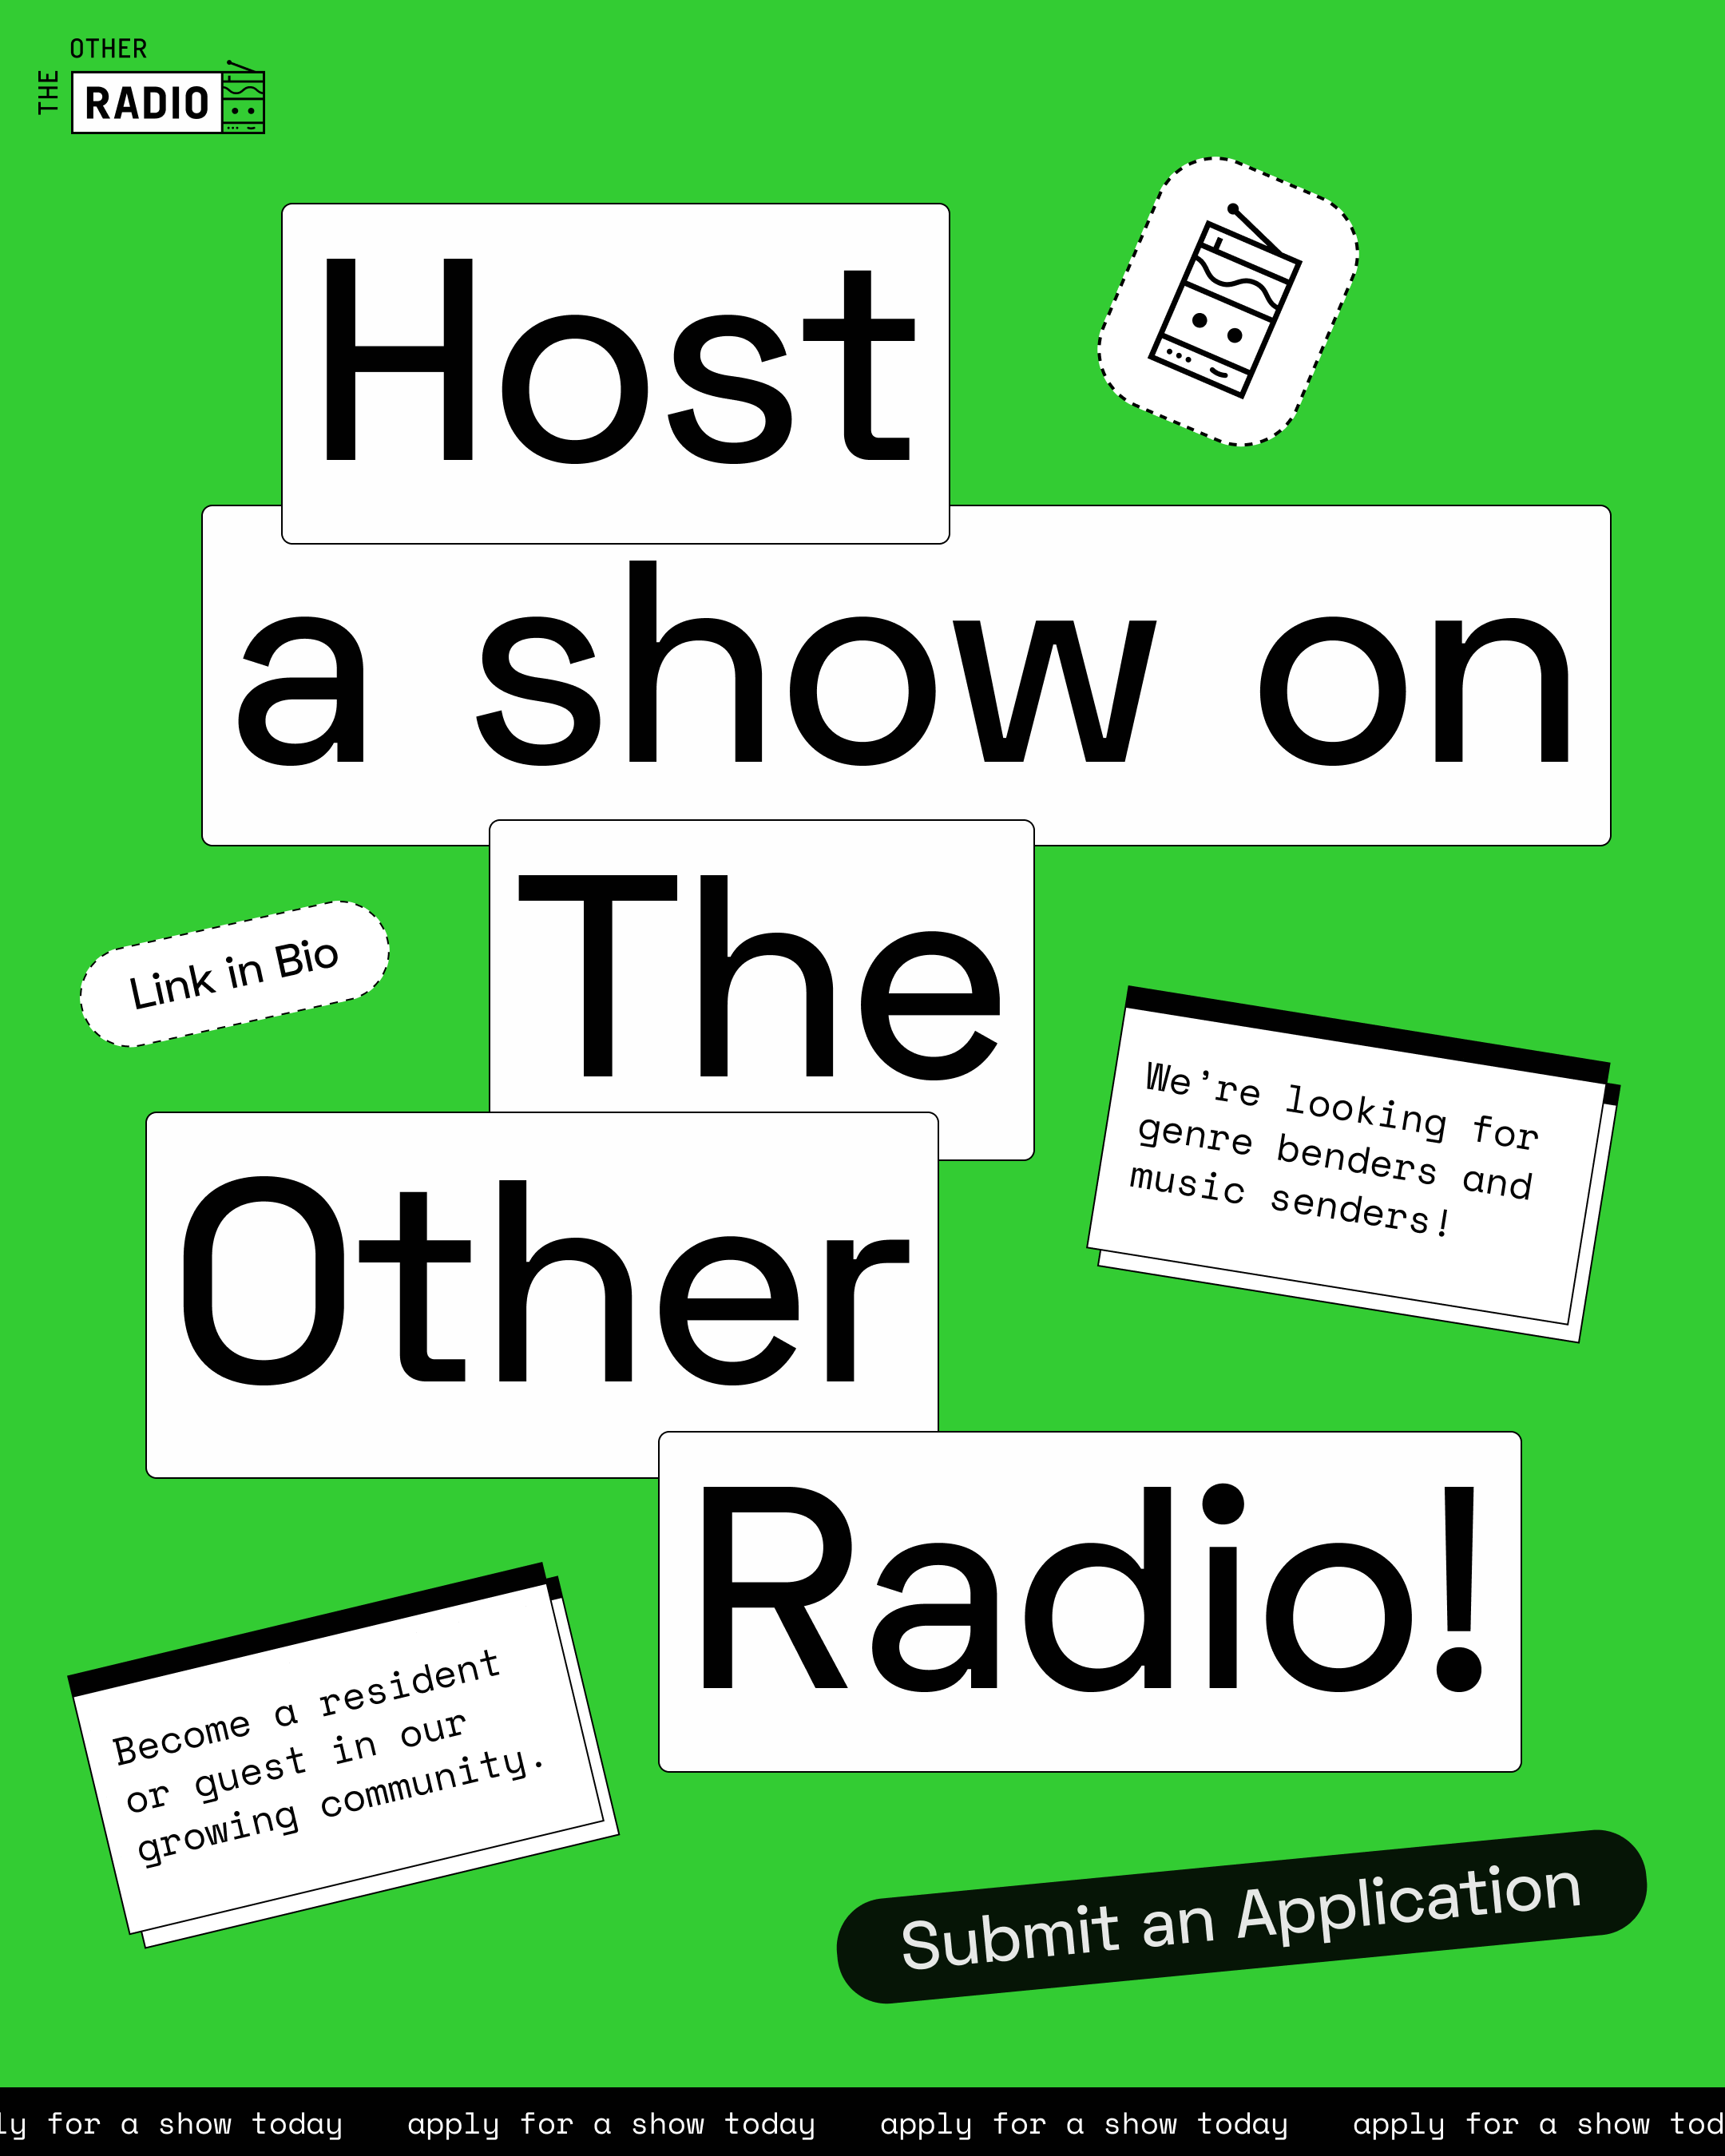 THE
OTHER
RADIO
Host
a show on
The
Link in Bio
We're looking for
genre benders and
music senders!
Other
Radio!
Become a resident
or guest in our
growing community.
Submit an Application
ly for a show today apply for a show today apply for a show today apply for a show tod